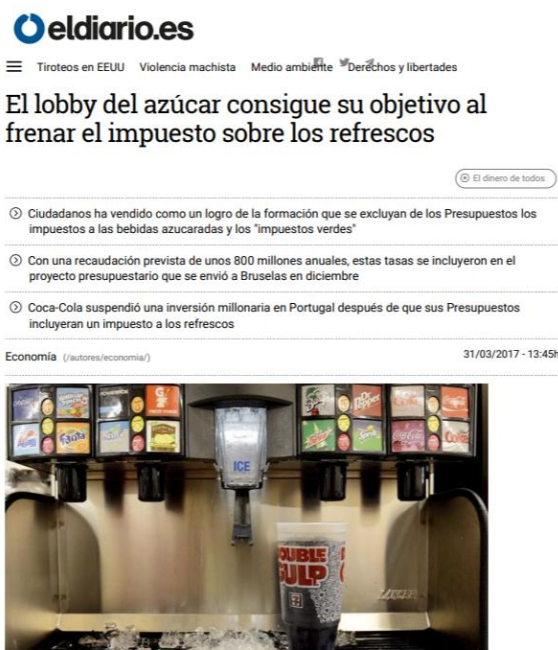 eldiario.es
Tiroteos en EEUU Violencia machista Medio ambiente Derechos y libertades
El lobby del azúcar consigue su objetivo al
frenar el impuesto sobre los refrescos
El dinero de todos
Ciudadanos ha vendido como un logro de la formación que se excluyan de los Presupuestos los
impuestos a las bebidas azucaradas y los "impuestos verdes"
Con una recaudación prevista de unos 800 millones anuales, estas tasas se incluyeron en el
proyecto presupuestario que se envió a Bruselas en diciembre
Coca-Cola suspendió una inversión millonaria en Portugal después de que sus Presupuestos
incluyeran un impuesto a los refrescos
Economía (/autores/economia/) 31/03/2017 - 13:45h
G
Dr Pepper
Fanta
ICE
DOUBLE
GULP